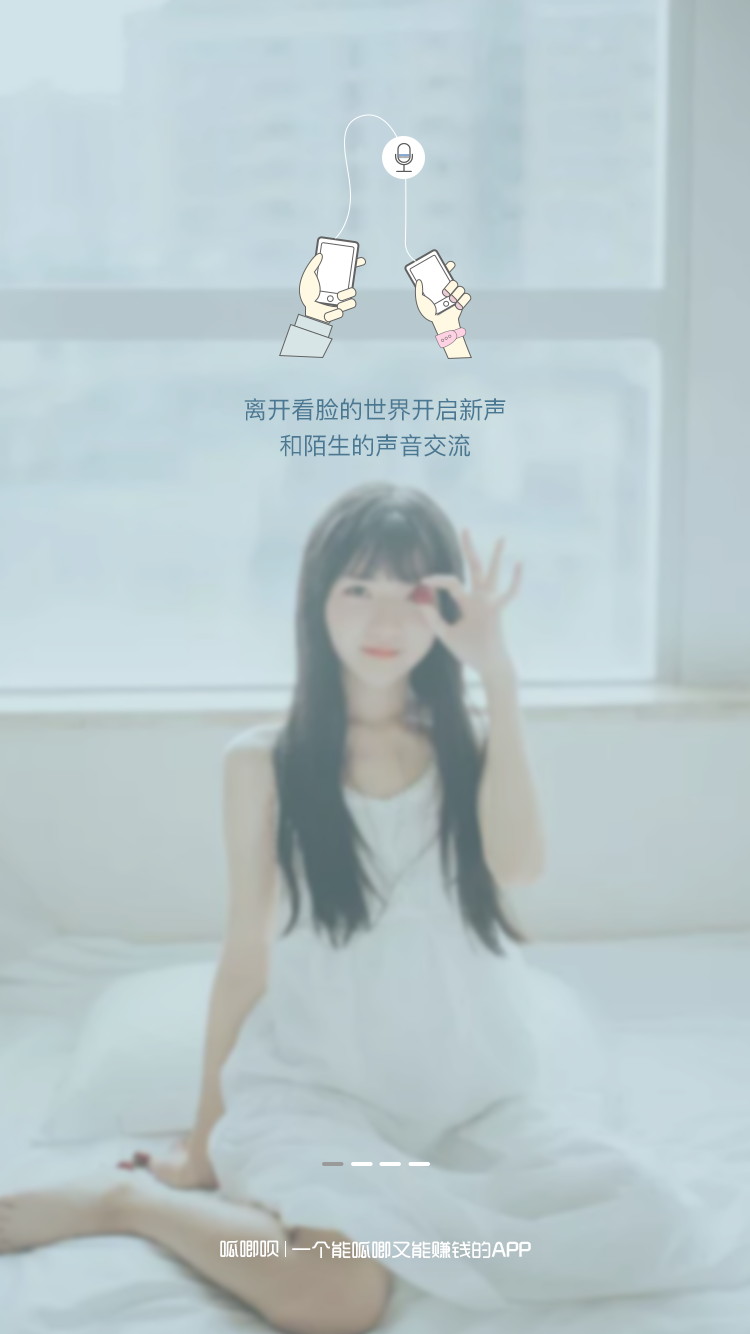 离开看脸的世界开启新声
和陌生的声音交流
呱唧呗|一个能呱唧又能赚钱的APP